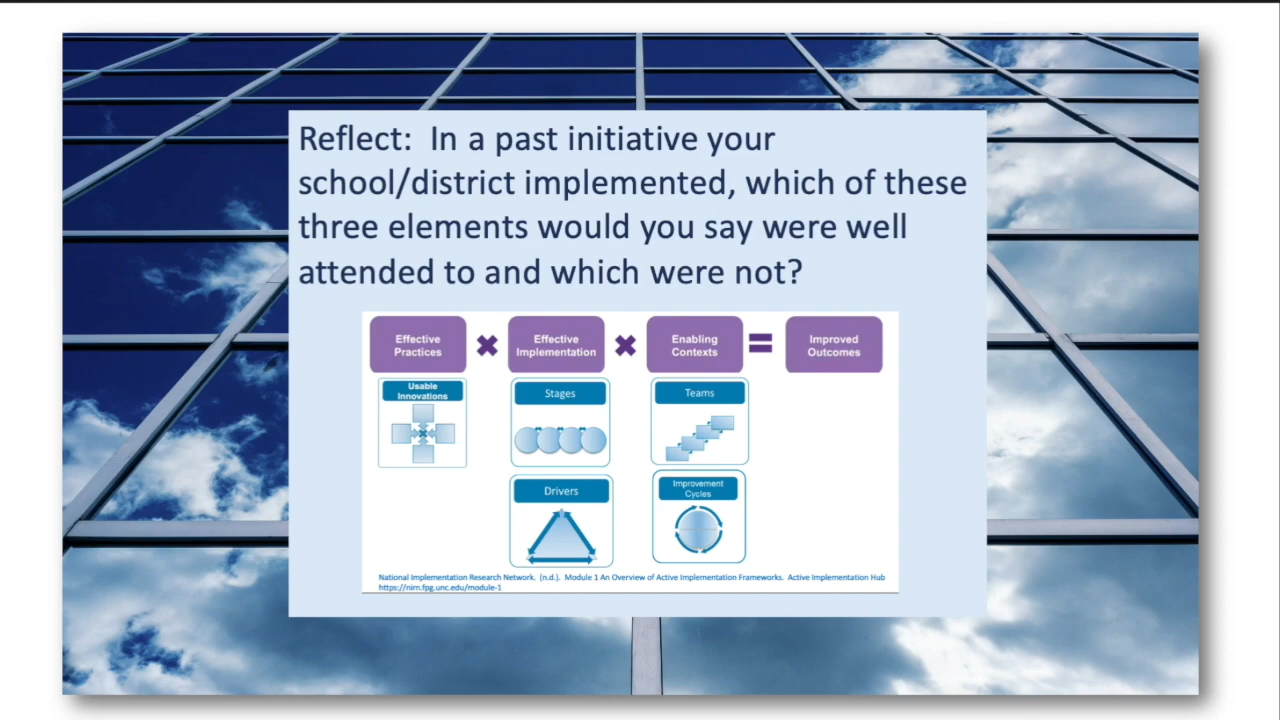 Reflect:  In a past initiative your
school/district implemented, which of these
three elements would you say were well
attended to and which were not?
Effective
Practices
Effective
Implementation
Enabling
Contexts
Improved
Outcomes
Usable
Innovations
Stages
Teams
Drivers
Improvement
Cycles
National Implementation Research Network.  (n.d.).  Module 1 An Overview of Active Implementation Frameworks.  Active Implementation Hub
https://nirn.fpg.unc.edu/module-1